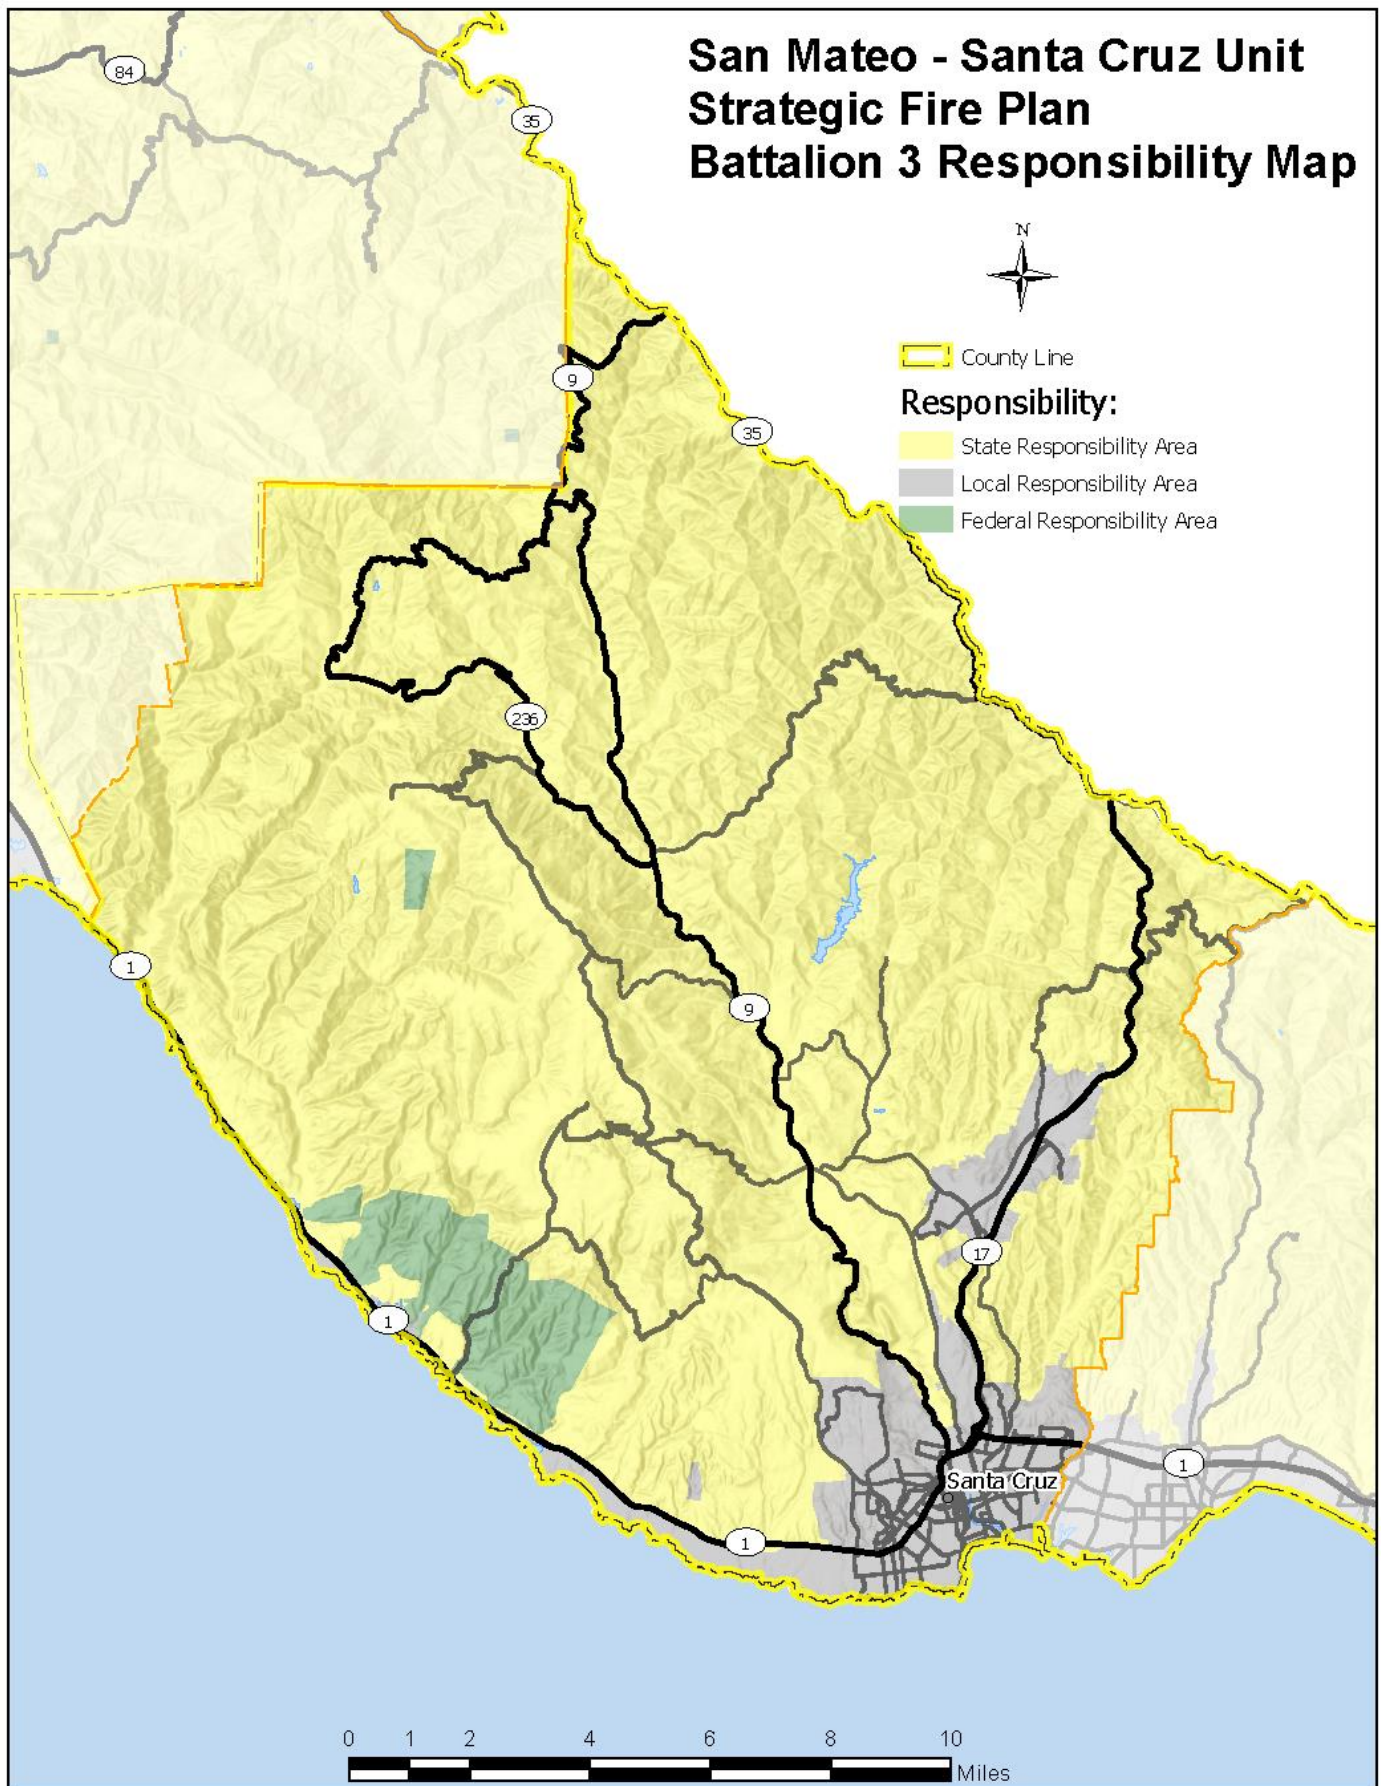 San Mateo - Santa Cruz Unit
Strategic Fire Plan
Battalion 3 Responsibility Map
84
35
N
County Line
Responsibility:
State Responsibility Area
Local Responsibility Area
Federal Responsibility Area
9
35
236
1
9
17
1
Santa Cruz
1
1
0 1 2 4 6 8 10
Miles